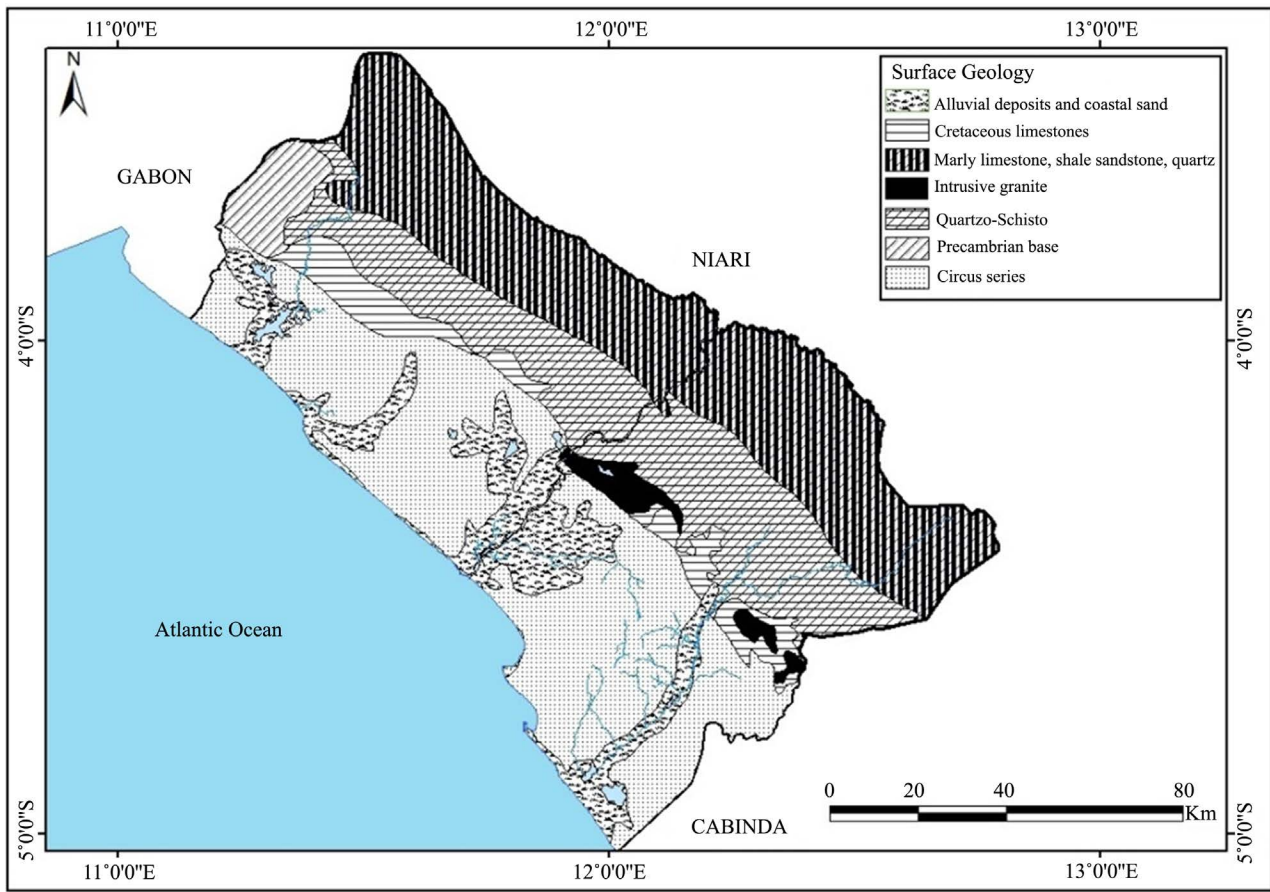 11°0'0"E
12°0'0"E
13°0'0"E
N
Surface Geology
Alluvial deposits and coastal sand
Cretaceous limestones
Marly limestone, shale sandstone, quartz
Intrusive granite
Quartzo-Schisto
Precambrian base
Circus series
GABON
NIARI
4°0'0"S
4°0'0"S
Atlantic Ocean
0
20
40
80
Km
CABINDA
5°0'0"S
5°0'0"S
11°0'0"E
12°0'0"E
13°0'0"E